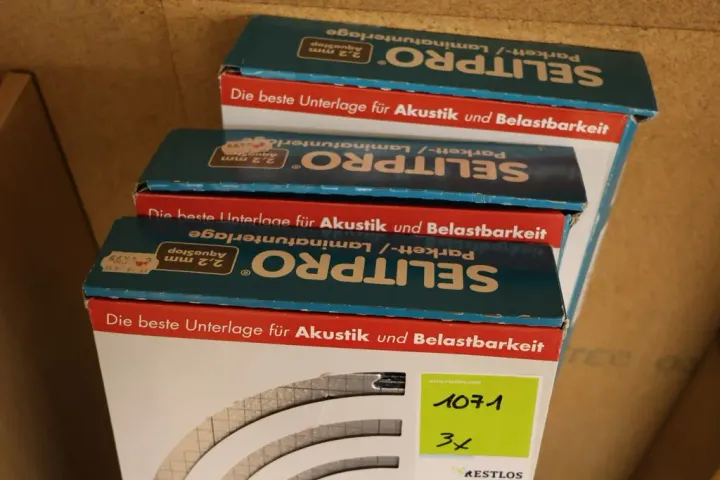 SELITPRO®
Parkett-/ Laminatunterlage
2,2 mm
AquaStop
Die beste Unterlage für Akustik und Belastbarkeit
SELITPRO®
Parkett-/ Laminatunterlage
2,2 mm
AquaStop
Die beste Unterlage für Akustik und Belastbarkeit
SELITPRO®
Parkett-/ Laminatunterlage
2,2 mm
AquaStop
Die beste Unterlage für Akustik und Belastbarkeit
1071
3x
RESTLOS